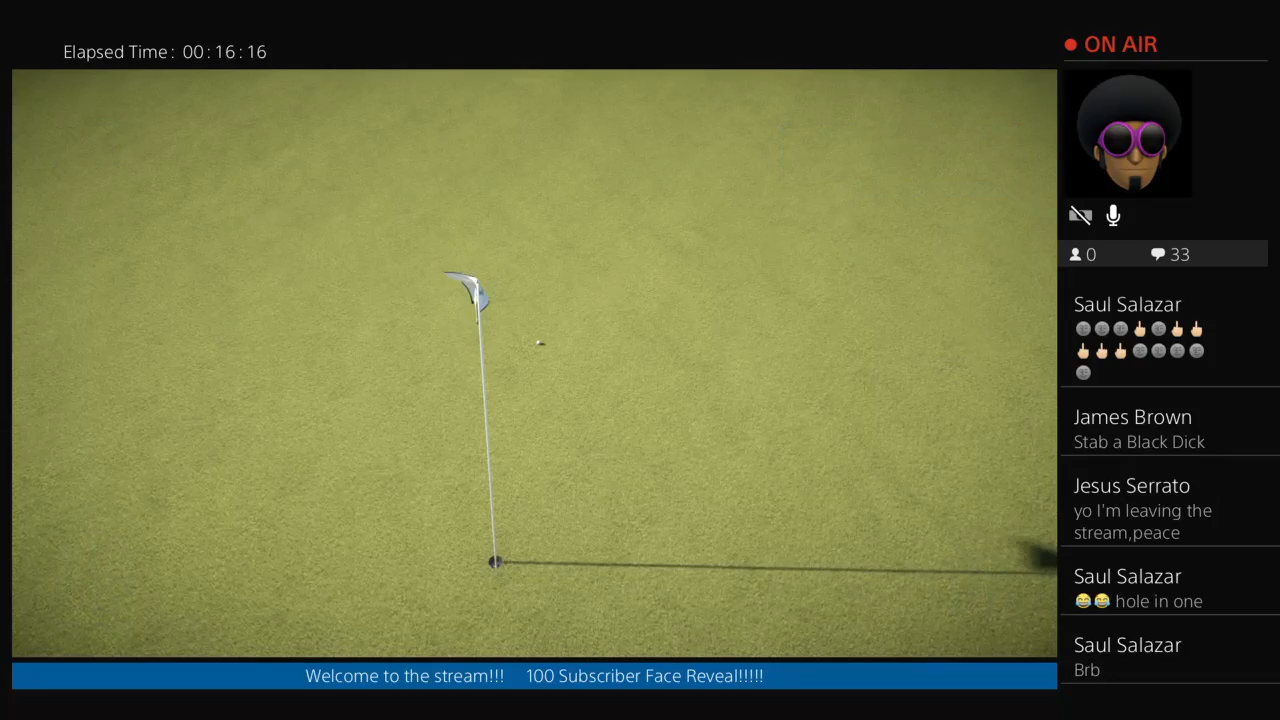 Elapsed Time: 00:16:16
ON AIR
0 33
Saul Salazar
🌚🌚🌚🖕🏻🌚🖕🏻🖕🏻
🖕🏻🖕🏻🖕🏻🌚🌚🌚🌚
🌚
James Brown
Stab a Black Dick
Jesus Serrato
yo I'm leaving the
stream,peace
Saul Salazar
😂😂 hole in one
Saul Salazar
Brb
Welcome to the stream!!! 100 Subscriber Face Reveal!!!!!